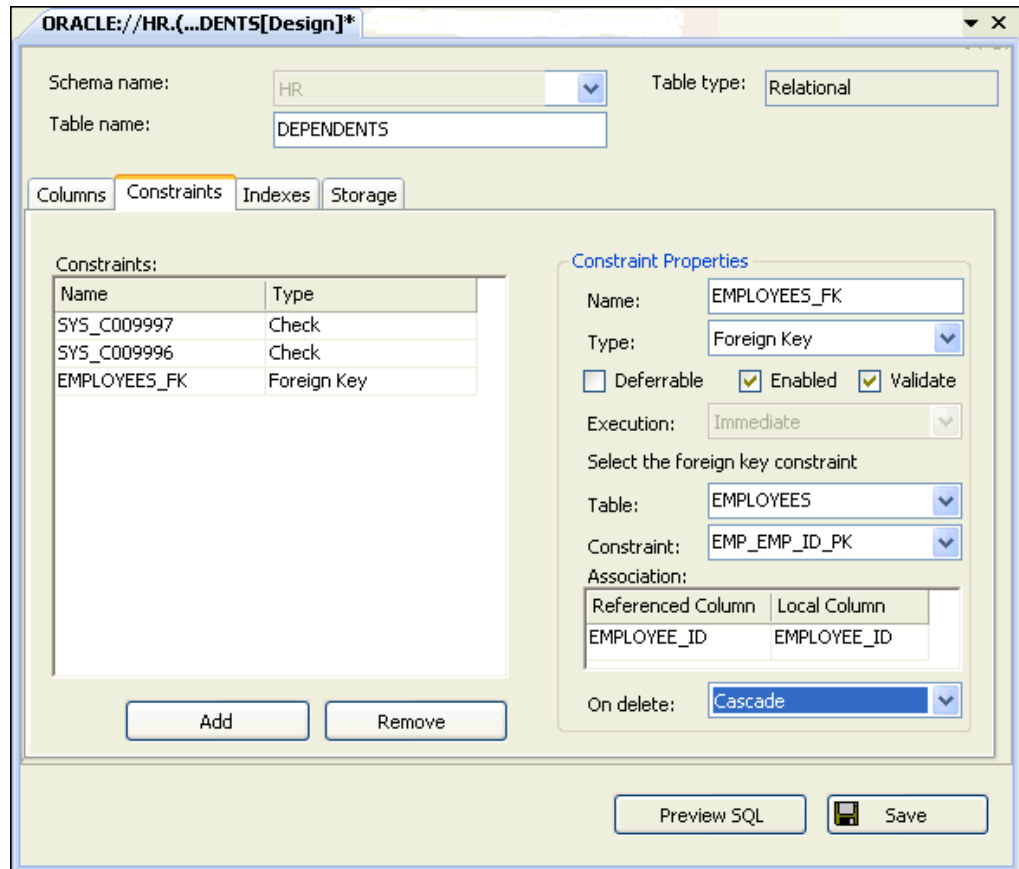 ORACLE://HR.(...DENTS[Design]*
Schema name:
HR
Table type:
Relational
Table name:
DEPENDENTS
Columns
Constraints
Indexes
Storage
Constraints:
Name Type
SYS_C009997 Check
SYS_C009996 Check
EMPLOYEES_FK Foreign Key
Add
Remove
Constraint Properties
Name: EMPLOYEES_FK
Type: Foreign Key
Deferrable Enabled Validate
Execution: Immediate
Select the foreign key constraint
Table: EMPLOYEES
Constraint: EMP_EMP_ID_PK
Association:
Referenced Column Local Column
EMPLOYEE_ID EMPLOYEE_ID
On delete: Cascade
Preview SQL
Save